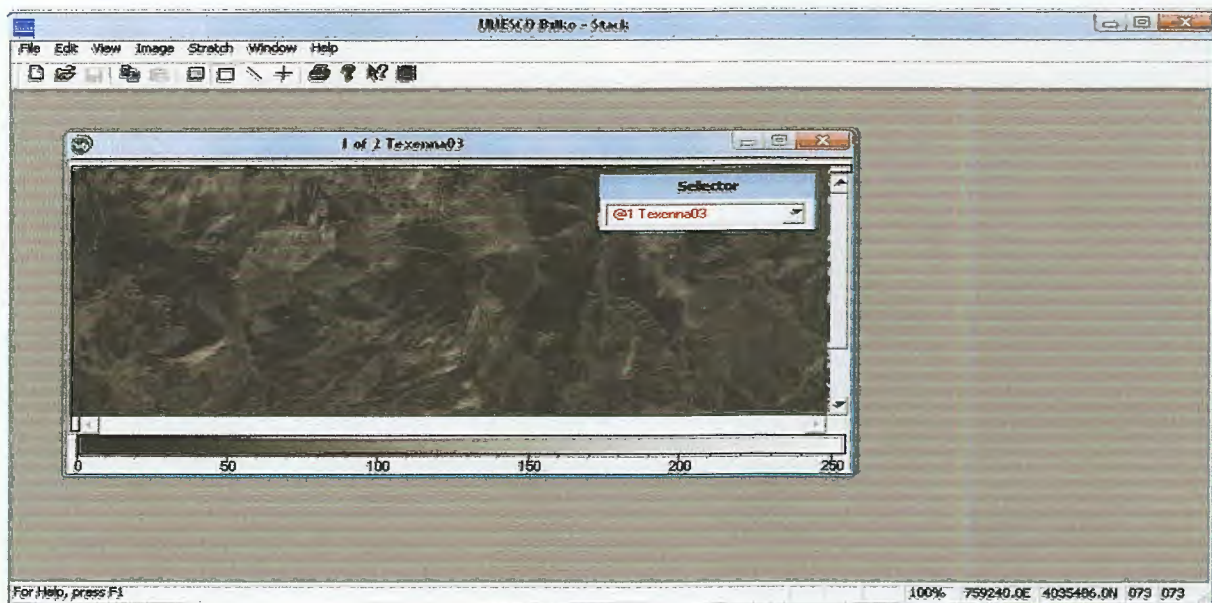 UNESCO Bilko - Stack
File Edit View Image Stretch Window Help
1 of 2 Texenna03
Selector
@1 Texenna03
0 50 100 150 200 250
For Help, press F1
100% 759240.0E 4035486.0N 073 073